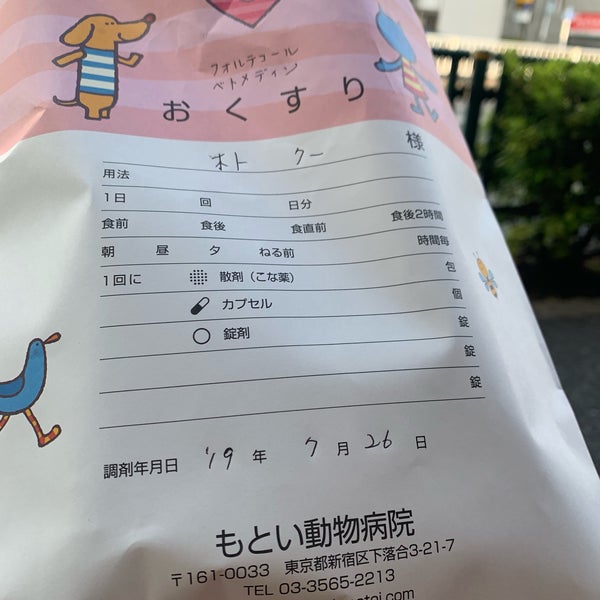 フォルテコール
ベトメディン
おくすり
ホト クー 様
用法
1日 回 日分
食前 食後 食直前 食後2時間
朝 昼 夕 ねる前 時間毎
1回に 散剤（こな薬） 包
カプセル 個
錠剤 錠
錠
錠
調剤年月日 '19 年 7 月 26 日
もとい動物病院
〒161-0033 東京都新宿区下落合3-21-7
TEL 03-3565-2213